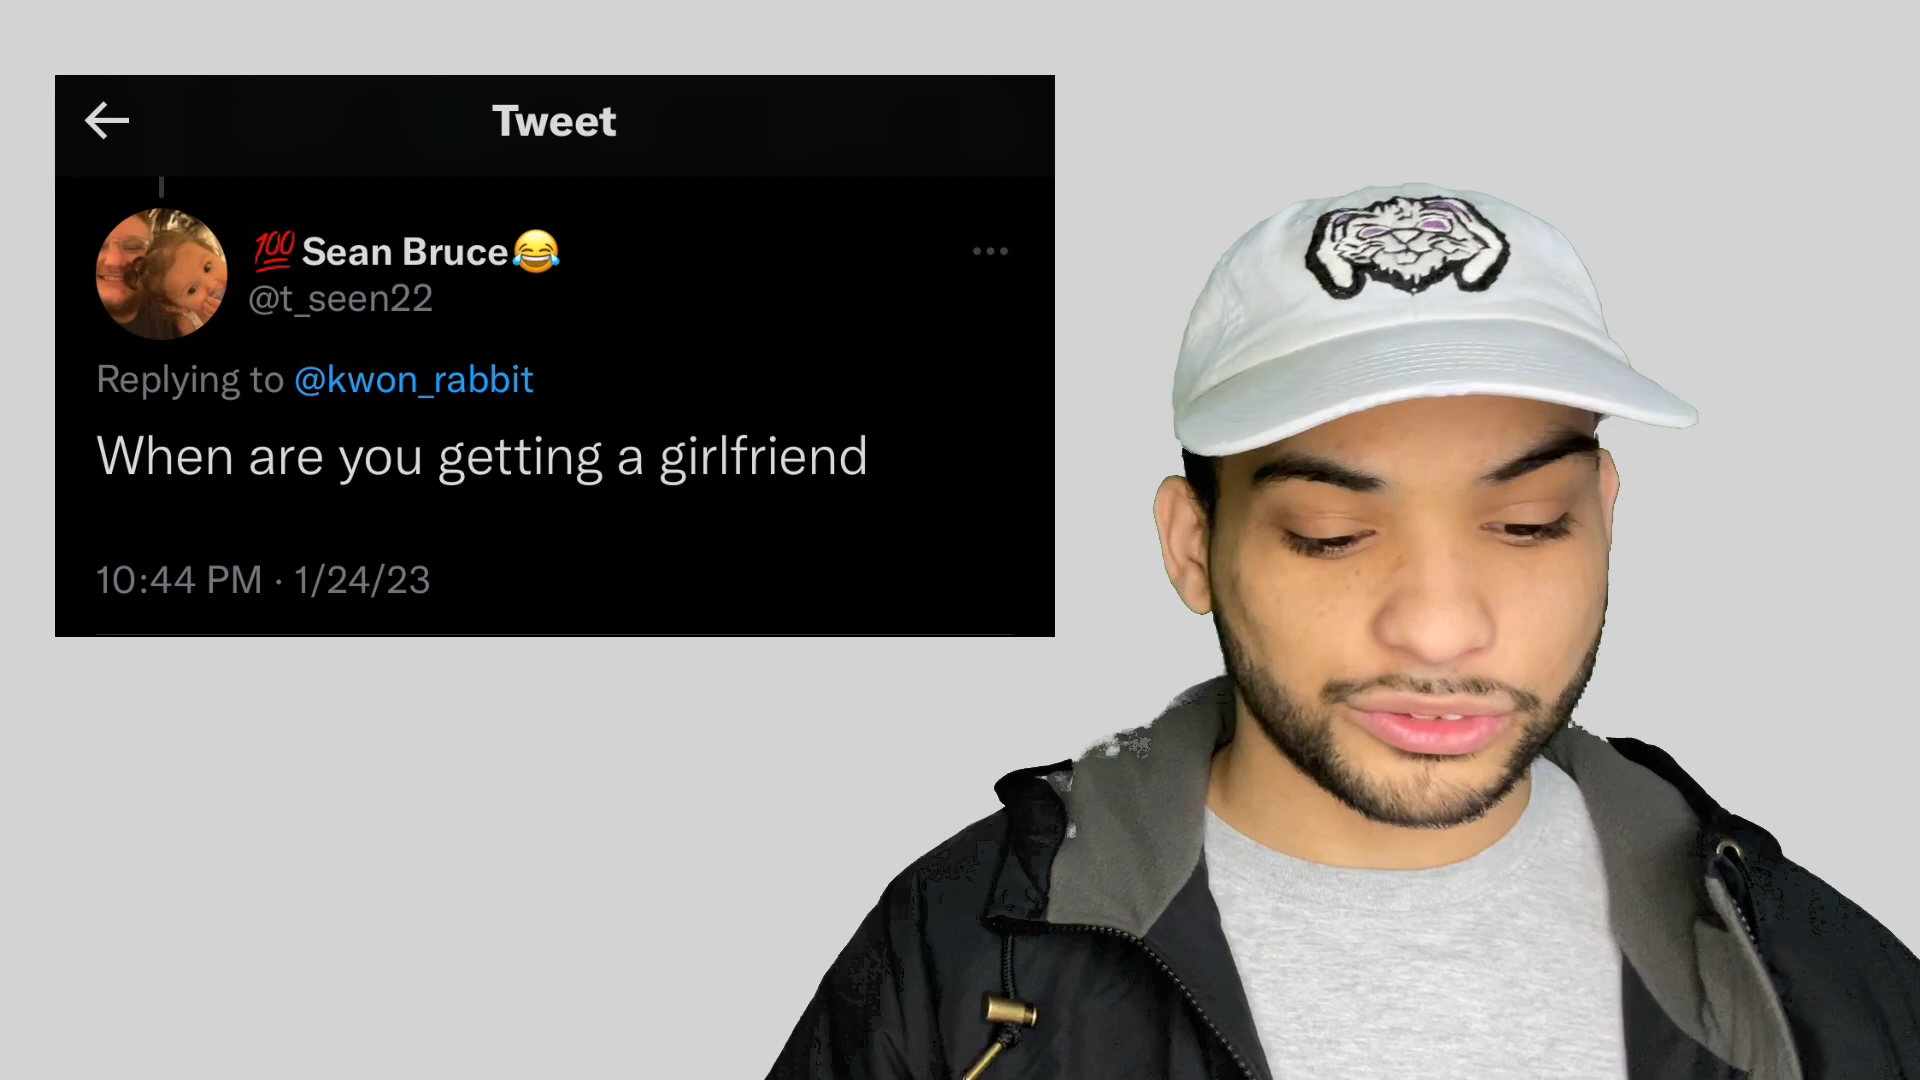 Tweet
💯 Sean Bruce😂
@t_seen22
Replying to @kwon_rabbit
When are you getting a girlfriend
10:44 PM · 1/24/23